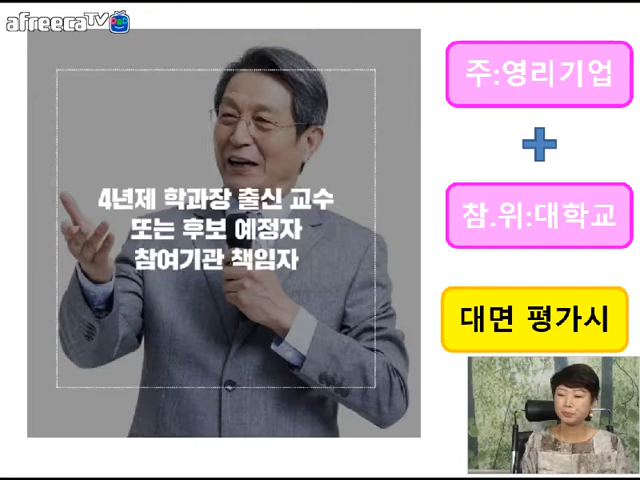 afreecaTV
4년제 학과장 출신 교수
또는 후보 예정자
참여기관 책임자
주:영리기업
참.위:대학교
대면 평가시